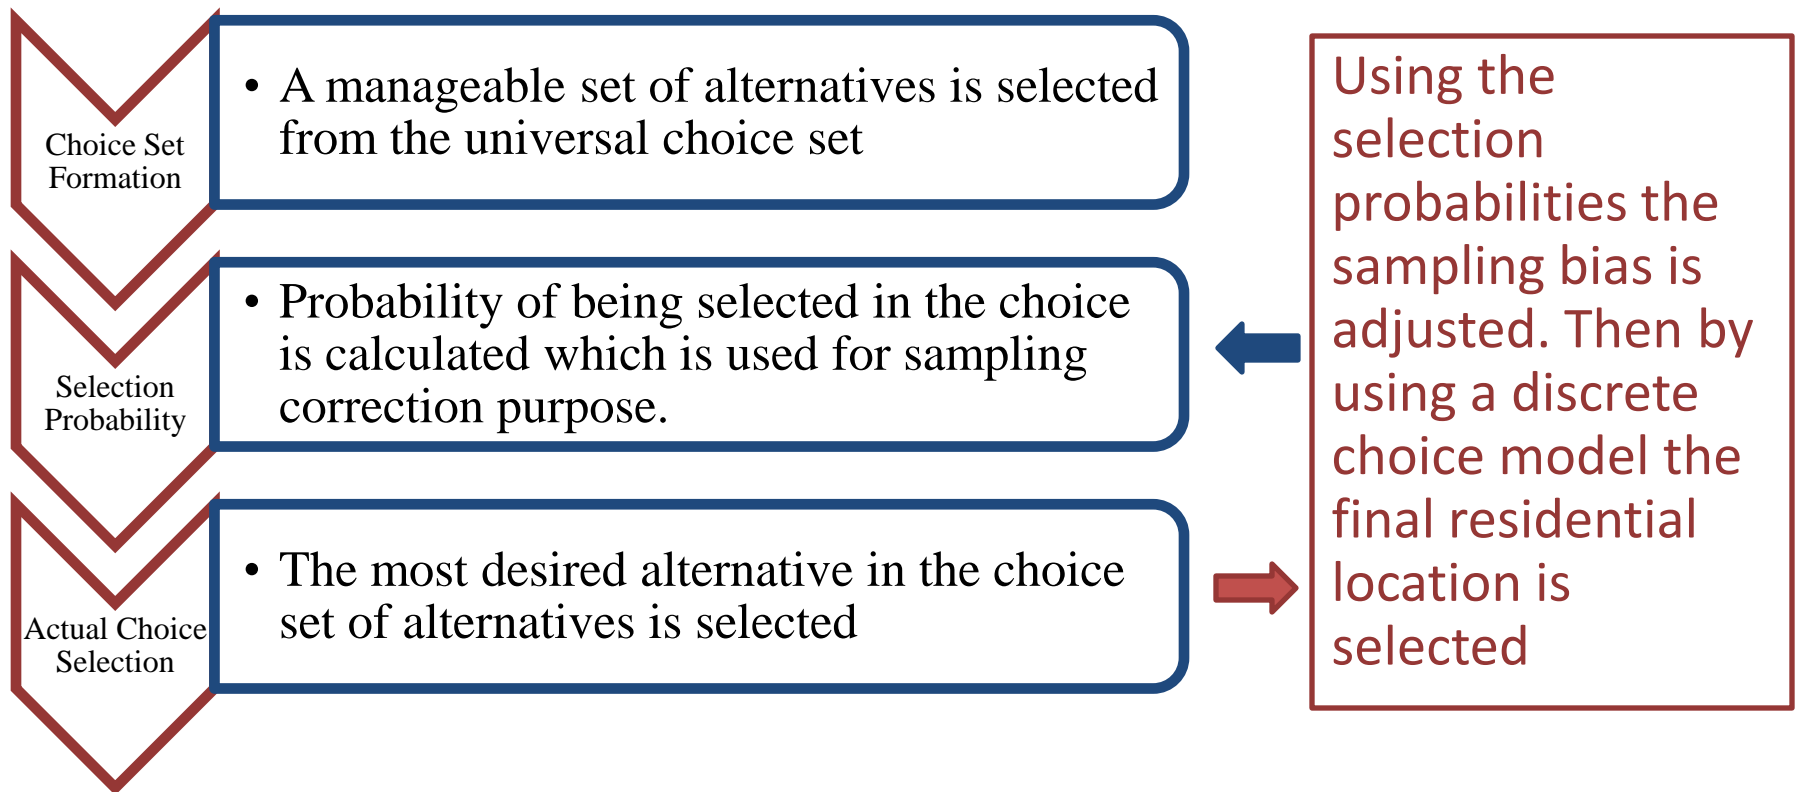 Choice Set
Formation
• A manageable set of alternatives is selected
from the universal choice set
Selection
Probability
• Probability of being selected in the choice
is calculated which is used for sampling
correction purpose.
Actual Choice
Selection
• The most desired alternative in the choice
set of alternatives is selected
Using the
selection
probabilities the
sampling bias is
adjusted. Then by
using a discrete
choice model the
final residential
location is
selected